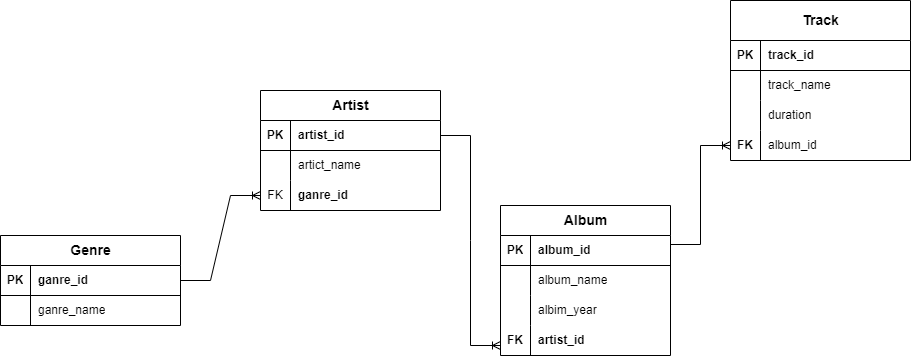 Track
PK track_id
track_name
duration
FK album_id
Artist
PK artist_id
artict_name
FK ganre_id
Album
PK album_id
album_name
albim_year
FK artist_id
Genre
PK ganre_id
ganre_name